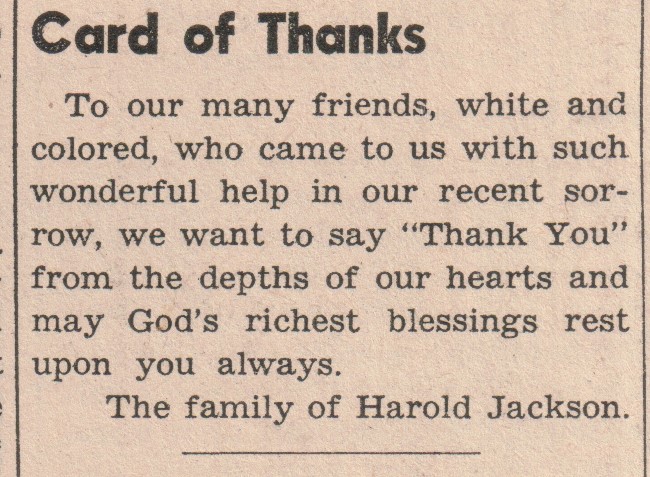 Card of Thanks
To our many friends, white and
colored, who came to us with such
wonderful help in our recent sor-
row, we want to say "Thank You"
from the depths of our hearts and
may God's richest blessings rest
upon you always.
The family of Harold Jackson.